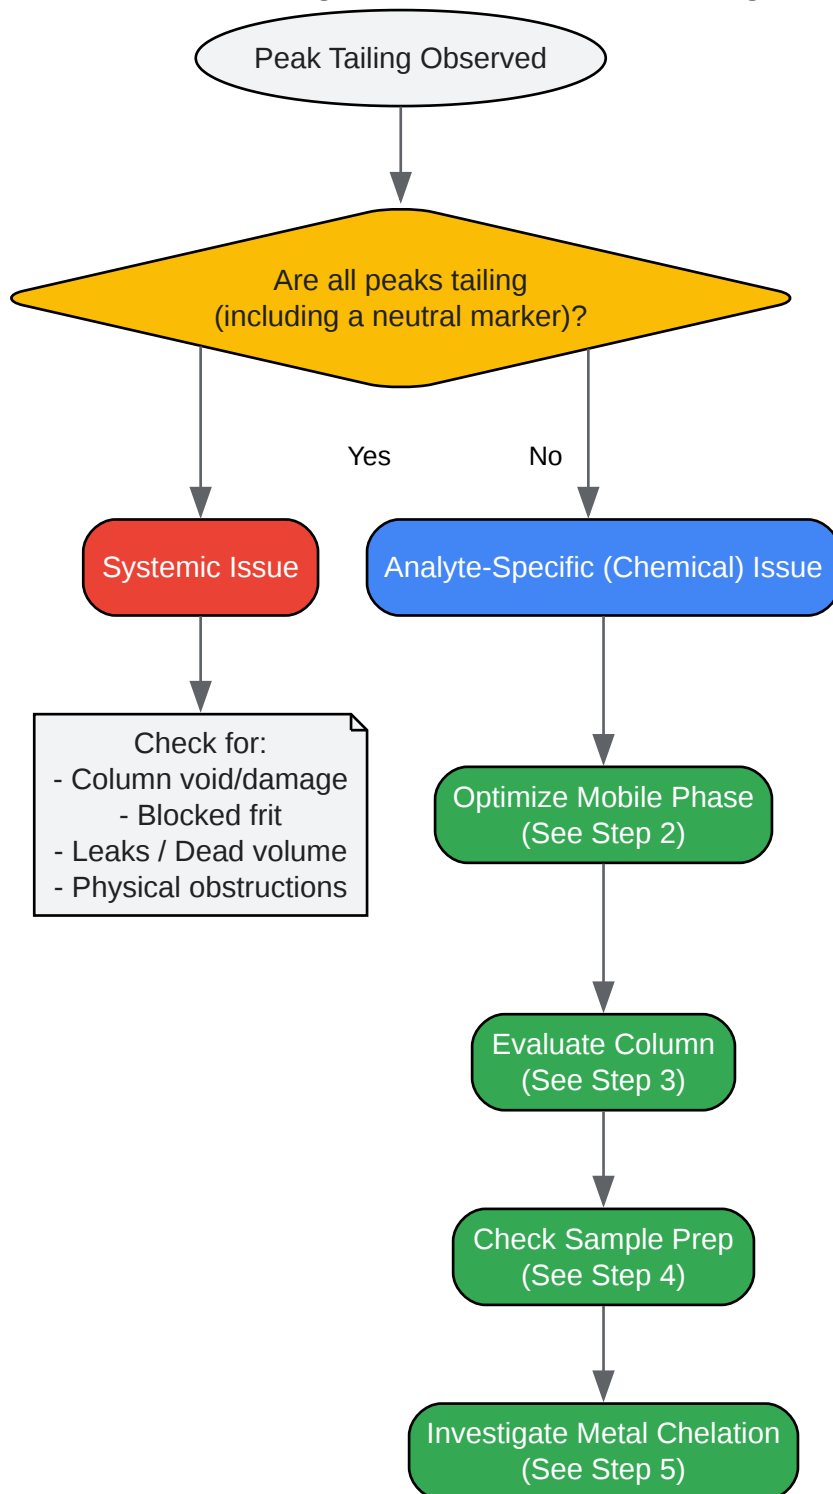 Peak Tailing Observed
Are all peaks tailing
(including a neutral marker)?
Yes
No
Systemic Issue
Analyte-Specific (Chemical) Issue
Check for:
- Column void/damage
- Blocked frit
- Leaks / Dead volume
- Physical obstructions
Optimize Mobile Phase
(See Step 2)
Evaluate Column
(See Step 3)
Check Sample Prep
(See Step 4)
Investigate Metal Chelation
(See Step 5)